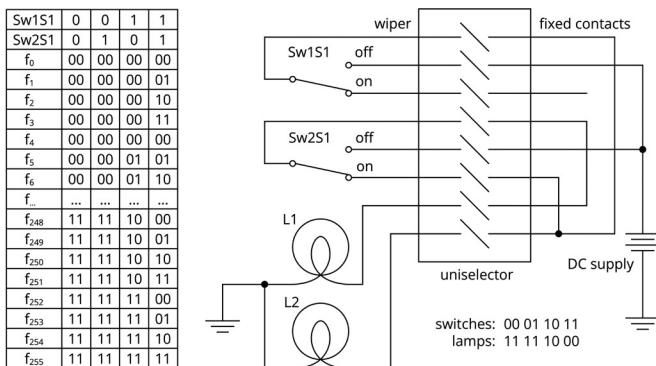 Sw1S1 0 0 1 1
Sw2S1 0 1 0 1
f₀ 00 00 00 00
f₁ 00 00 00 01
f₂ 00 00 00 10
f₃ 00 00 00 11
f₄ 00 00 00 00
f₅ 00 00 01 01
f₆ 00 00 01 10
f... ... ... ... ...
f₂₄₈ 11 11 10 00
f₂₄₉ 11 11 10 01
f₂₅₀ 11 11 10 10
f₂₅₁ 11 11 10 11
f₂₅₂ 11 11 11 00
f₂₅₃ 11 11 11 01
f₂₅₄ 11 11 11 10
f₂₅₅ 11 11 11 11
wiper
fixed contacts
Sw1S1
off
on
Sw2S1
off
on
L1
L2
uniselector
DC supply
switches: 00 01 10 11
lamps: 11 11 10 00